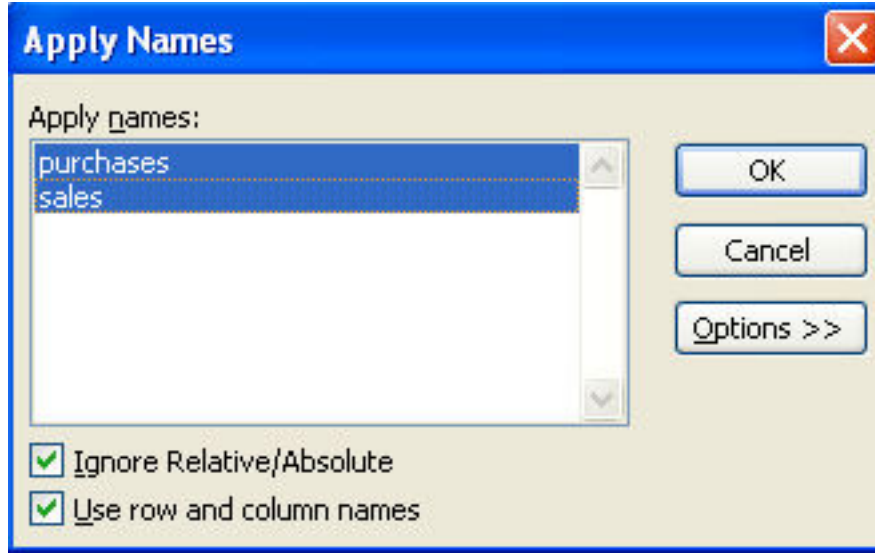 Apply Names
Apply names:
purchases
sales
OK
Cancel
Options >>
Ignore Relative/Absolute
Use row and column names